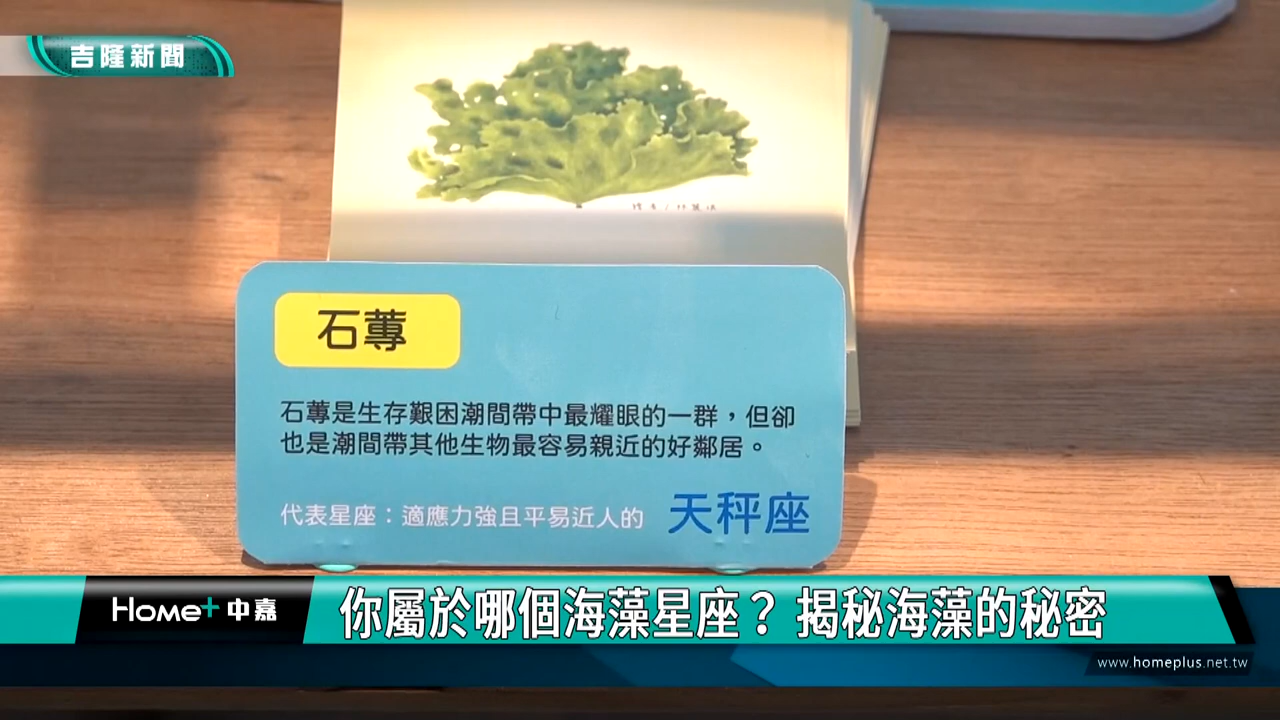 吉隆新聞
石蓴
石蓴是生存艱困潮間帶中最耀眼的一群，但卻
也是潮間帶其他生物最容易親近的好鄰居。
代表星座：適應力強且平易近人的 天秤座
Home+中嘉
你屬於哪個海藻星座？揭秘海藻的秘密
www.homeplus.net.tw